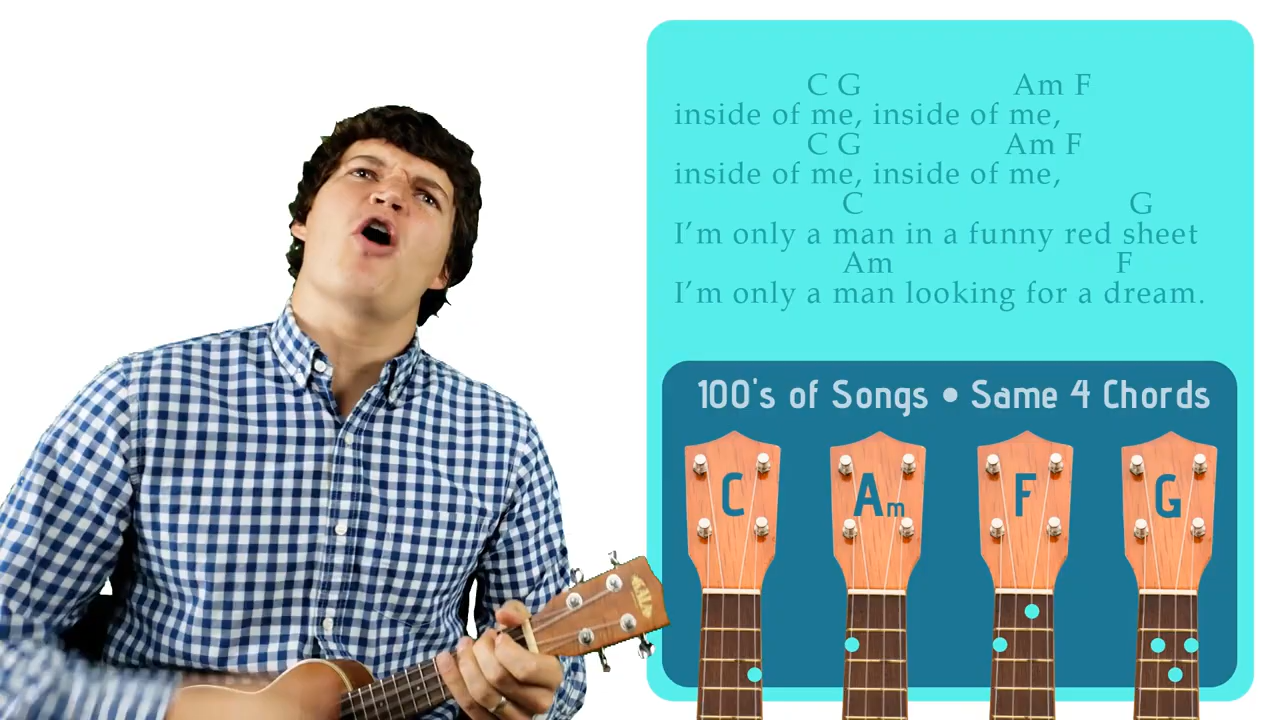 C G Am F
inside of me, inside of me,
C G Am F
inside of me, inside of me,
C G
I’m only a man in a funny red sheet
Am F
I’m only a man looking for a dream.
100's of Songs • Same 4 Chords
C Am F G
KALA